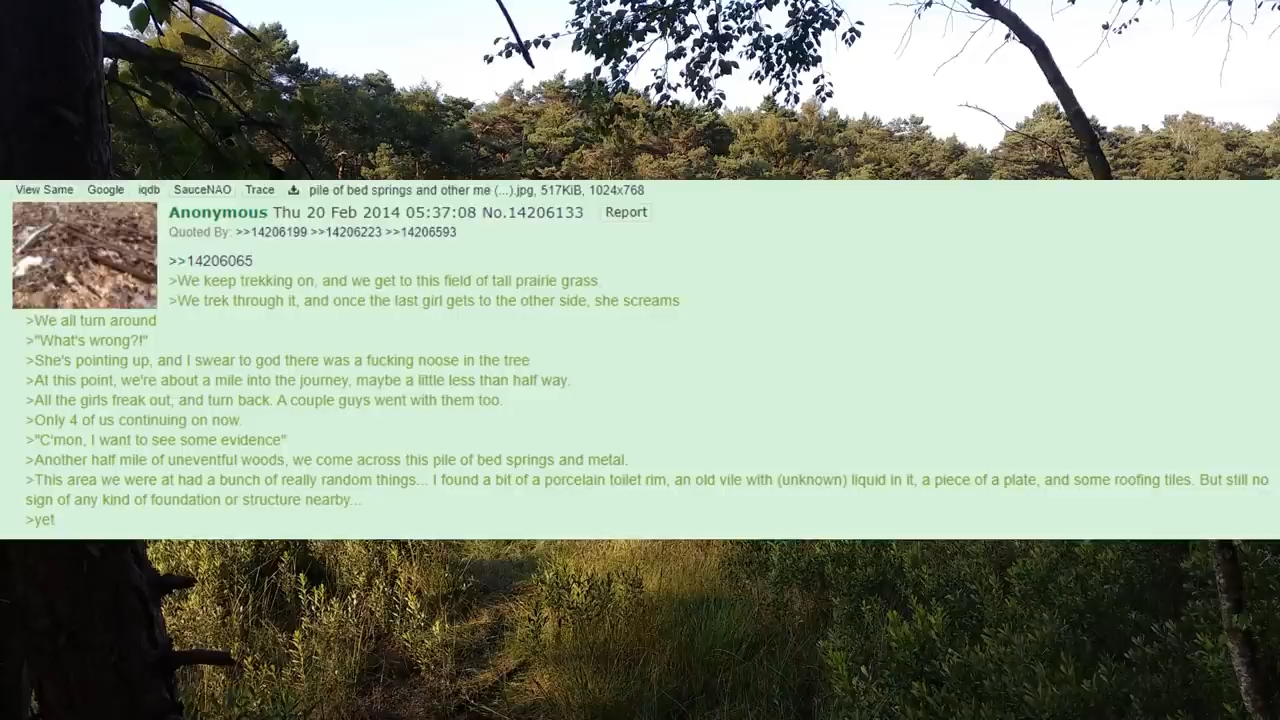 View Same Google iqdb SauceNAO Trace pile of bed springs and other me (...).jpg, 517KiB, 1024x768
Anonymous Thu 20 Feb 2014 05:37:08 No.14206133 Report
Quoted By: >>14206199 >>14206223 >>14206593
>>14206065
>We keep trekking on, and we get to this field of tall prairie grass
>We trek through it, and once the last girl gets to the other side, she screams
>We all turn around
>"What's wrong?!"
>She's pointing up, and I swear to god there was a fucking noose in the tree
>At this point, we're about a mile into the journey, maybe a little less than half way.
>All the girls freak out, and turn back. A couple guys went with them too.
>Only 4 of us continuing on now.
>"C'mon, I want to see some evidence"
>Another half mile of uneventful woods, we come across this pile of bed springs and metal.
>This area we were at had a bunch of really random things... I found a bit of a porcelain toilet rim, an old vile with (unknown) liquid in it, a piece of a plate, and some roofing tiles. But still no
sign of any kind of foundation or structure nearby...
>yet